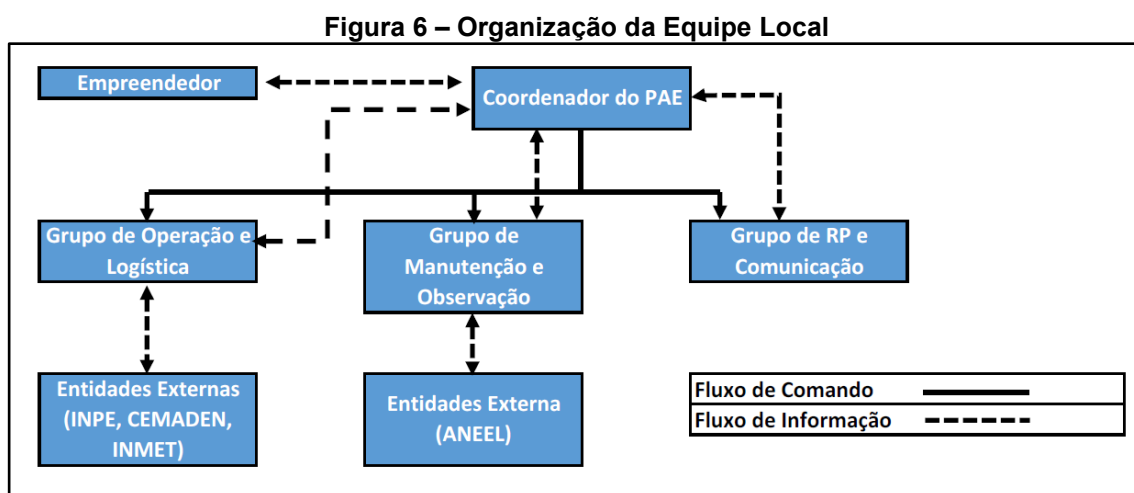 Figura 6 – Organização da Equipe Local
Empreendedor
Coordenador do PAE
Grupo de Operação e
Logística
Grupo de
Manutenção e
Observação
Grupo de RP e
Comunicação
Entidades Externas
(INPE, CEMADEN,
INMET)
Entidades Externa
(ANEEL)
Fluxo de Comando
Fluxo de Informação